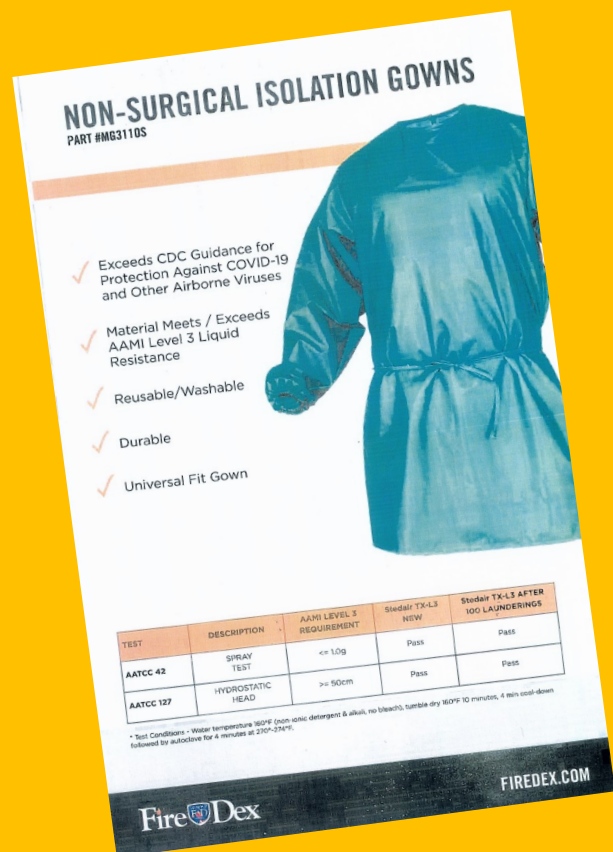 NON-SURGICAL ISOLATION GOWNS
PART #MG3110S
Exceeds CDC Guidance for
Protection Against COVID-19
and Other Airborne Viruses
Material Meets / Exceeds
AAMI Level 3 Liquid
Resistance
Reusable/Washable
Durable
Universal Fit Gown
TEST DESCRIPTION AAMI LEVEL 3 REQUIREMENT Stedair TX-L3 NEW Stedair TX-L3 AFTER 100 LAUNDERINGS
AATCC 42 SPRAY TEST <= 1.0g Pass Pass
AATCC 127 HYDROSTATIC HEAD >= 50cm Pass Pass
* Test Conditions - Water temperature 160°F (non-ionic detergent & alkali, no bleach), tumble dry 160°F 10 minutes, 4 min cool-down
followed by autoclave for 4 minutes at 270°-274°F.
Fire Dex
FIREDEX.COM